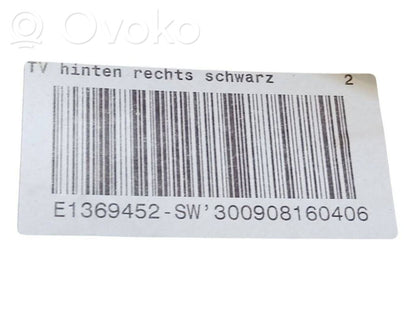 © Ovoko
TV hinten rechts schwarz 2
E1369452-SW'300908160406